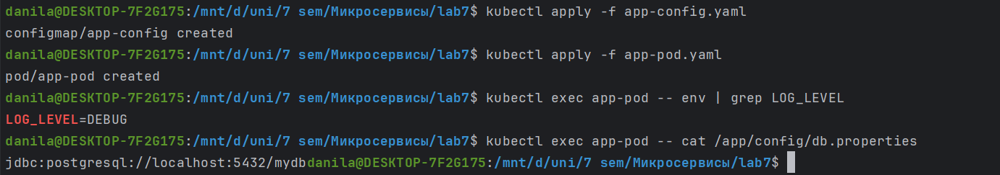 danila@DESKTOP-7F2G175:/mnt/d/uni/7 sem/Микросервисы/lab7$ kubectl apply -f app-config.yaml
configmap/app-config created
danila@DESKTOP-7F2G175:/mnt/d/uni/7 sem/Микросервисы/lab7$ kubectl apply -f app-pod.yaml
pod/app-pod created
danila@DESKTOP-7F2G175:/mnt/d/uni/7 sem/Микросервисы/lab7$ kubectl exec app-pod -- env | grep LOG_LEVEL
LOG_LEVEL=DEBUG
danila@DESKTOP-7F2G175:/mnt/d/uni/7 sem/Микросервисы/lab7$ kubectl exec app-pod -- cat /app/config/db.properties
jdbc:postgresql://localhost:5432/mydbdanila@DESKTOP-7F2G175:/mnt/d/uni/7 sem/Микросервисы/lab7$